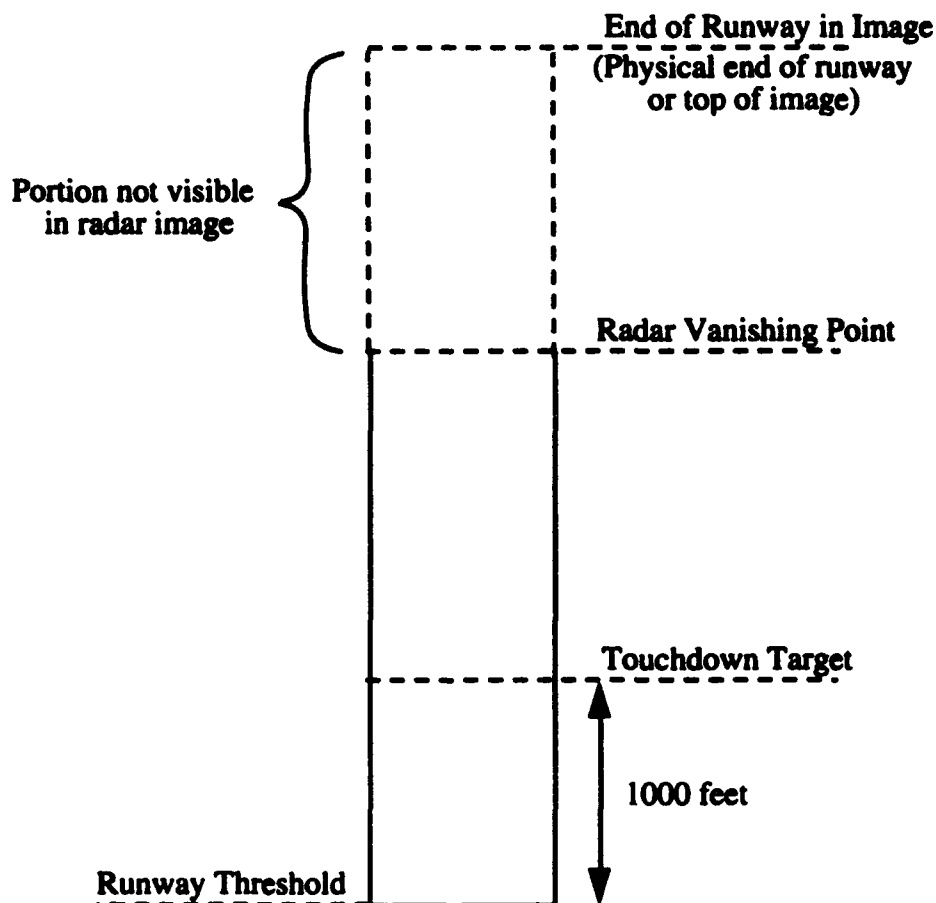 End of Runway in Image
(Physical end of runway
or top of image)
Portion not visible
in radar image
Radar Vanishing Point
Touchdown Target
1000 feet
Runway Threshold